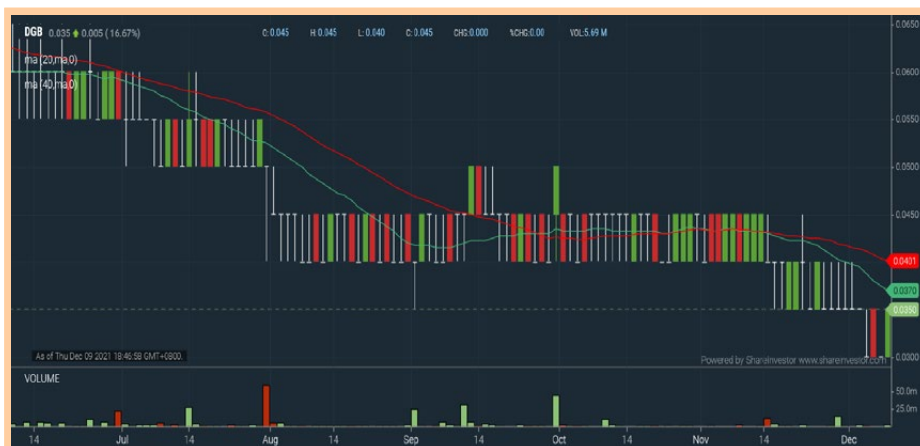 DGB 0.035 0.005 (16.67%) C: 0.045 H: 0.045 L: 0.040 C: 0.045 CHG:0.000 %CHG:0.00 VOL:5.69 M
ma (20,ma,0)
ma (40,ma,0)
0.0650
0.0600
0.0550
0.0500
0.0450
0.0401
0.0370
0.0350
0.0300
As of Thu Dec 09 2021 18:46:58 GMT+0800.
Powered by ShareInvestor www.shareinvestor.com
VOLUME
50.0m
25.0m
14 Jul 14 Aug 14 Sep 14 Oct 14 Nov 14 Dec